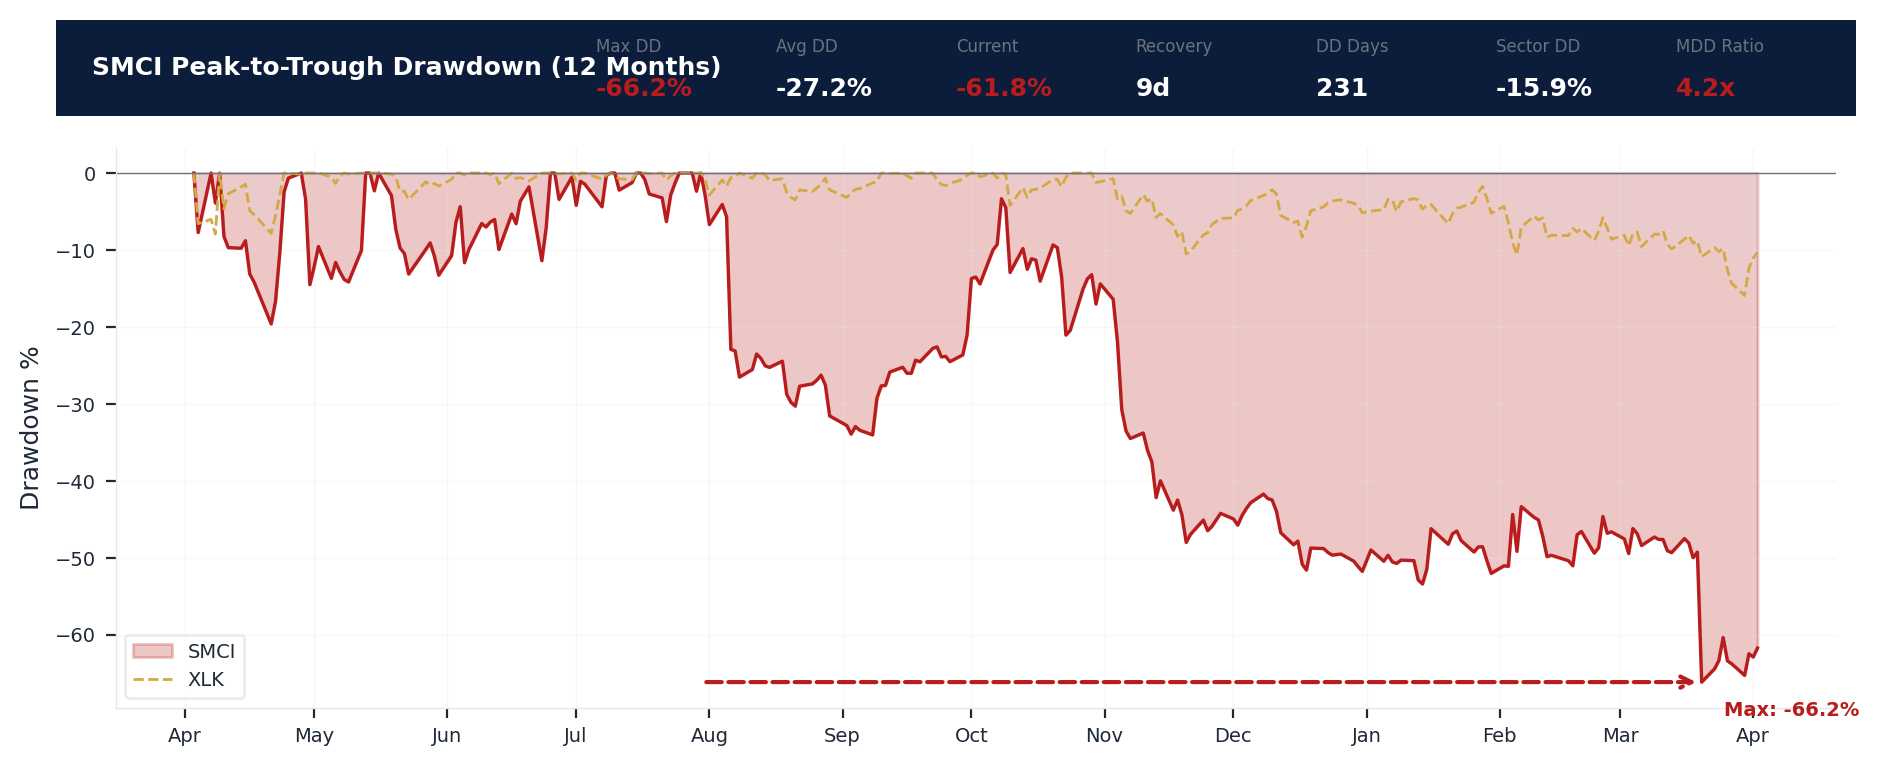 SMCI Peak-to-Trough Drawdown (12 Months)
Max DD Avg DD Current Recovery DD Days Sector DD MDD Ratio
-66.2% -27.2% -61.8% 9d 231 -15.9% 4.2x
Drawdown %
0
−10
−20
−30
−40
−50
−60
SMCI
XLK
Max: -66.2%
Apr May Jun Jul Aug Sep Oct Nov Dec Jan Feb Mar Apr